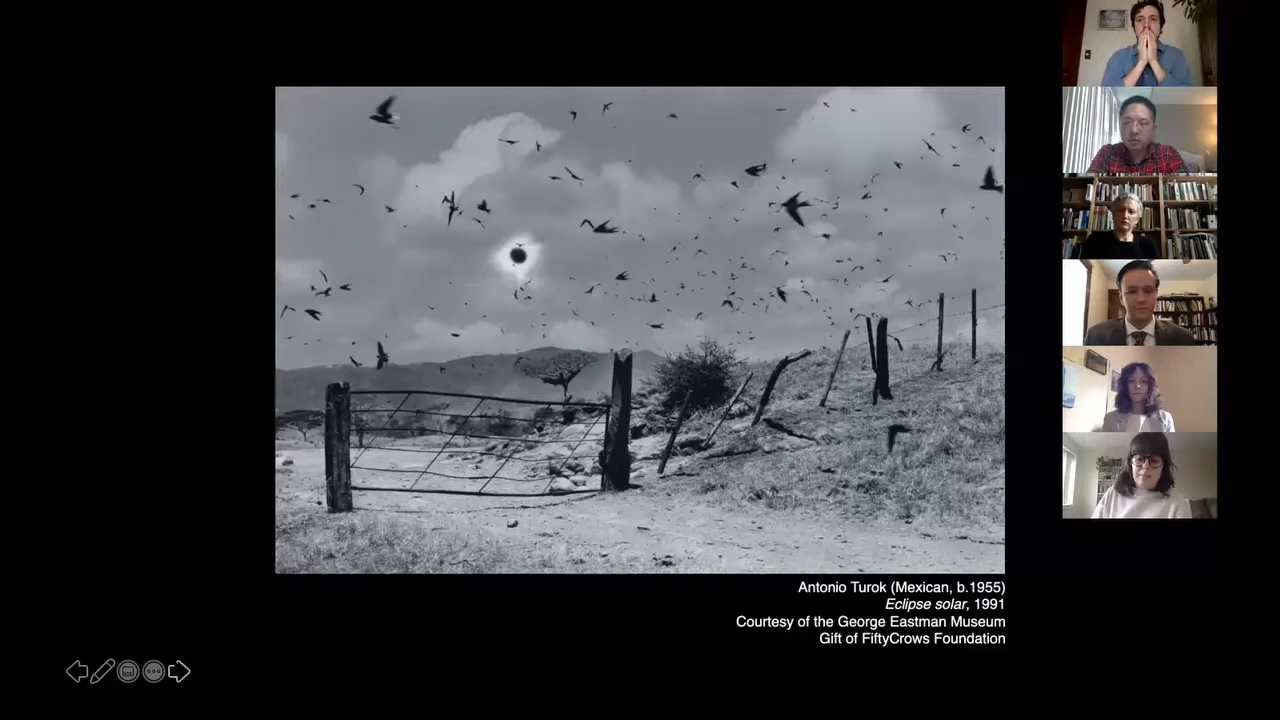 Antonio Turok (Mexican, b.1955)
Eclipse solar, 1991
Courtesy of the George Eastman Museum
Gift of FiftyCrows Foundation